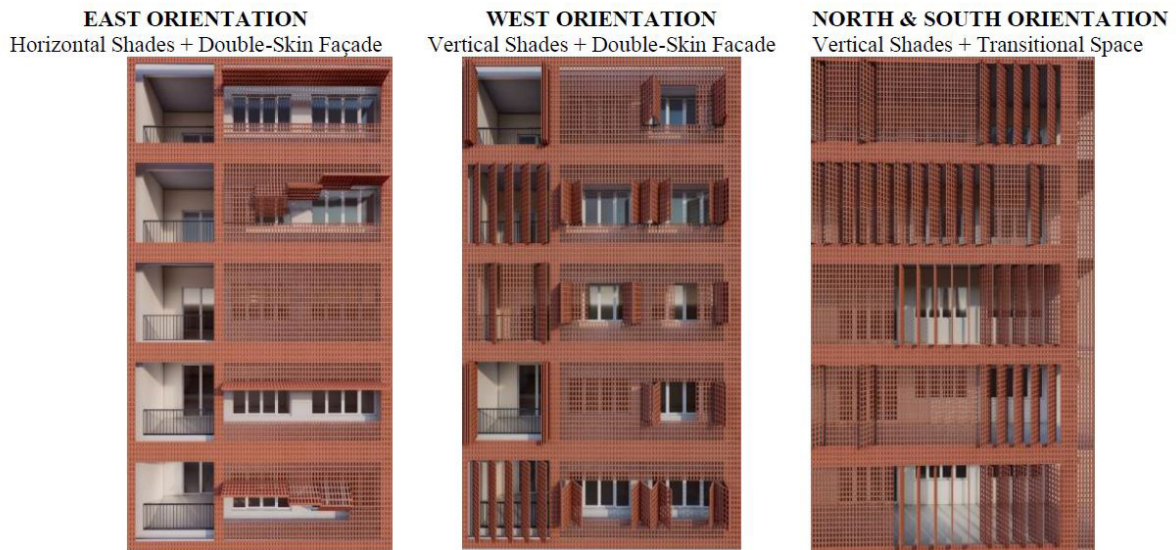 EAST ORIENTATION
Horizontal Shades + Double-Skin Façade
WEST ORIENTATION
Vertical Shades + Double-Skin Facade
NORTH & SOUTH ORIENTATION
Vertical Shades + Transitional Space